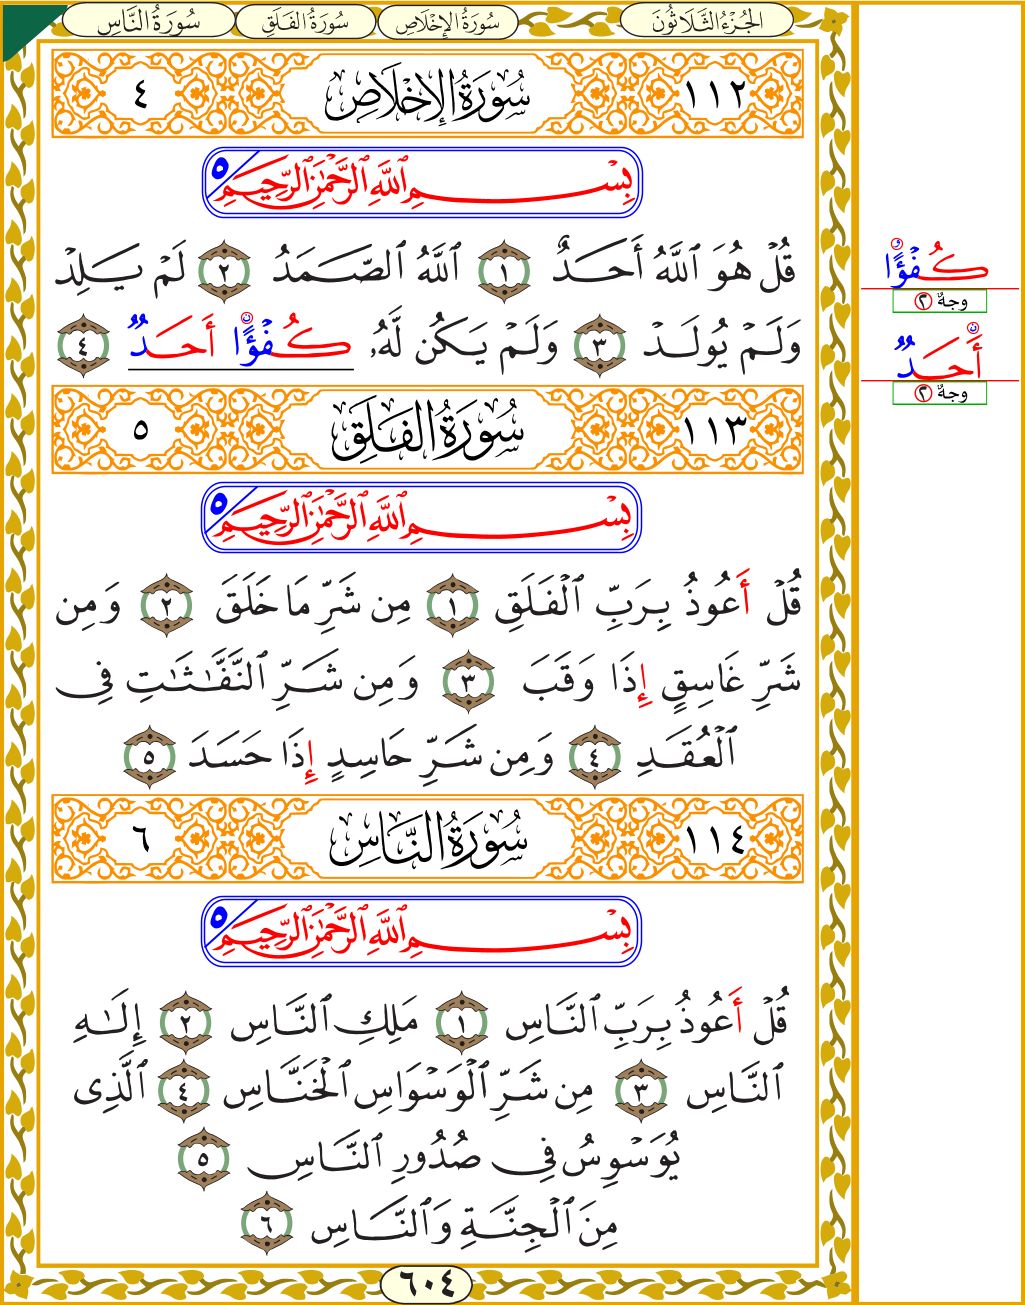 الجُزْءُ الثَّلَاثُونَ سُورَةُ الإِخْلَاصِ سُورَةُ الفَلَقِ سُورَةُ النَّاسِ
١١٢ سُورَةُ الإِخْلَاصِ ٤
بِسْمِ ٱللَّهِ ٱلرَّحْمَٰنِ ٱلرَّحِيمِ ٥
قُلْ هُوَ ٱللَّهُ أَحَدٌ ١ ٱللَّهُ ٱلصَّمَدُ ٢ لَمْ يَلِدْ
وَلَمْ يُولَدْ ٣ وَلَمْ يَكُن لَّهُۥ كُفْؤًا أَحَدٌۢ ٤
كُفْؤًا
وجهٌ ٢
أَحَدٌ
وجهٌ ٢
١١٣ سُورَةُ الفَلَقِ ٥
بِسْمِ ٱللَّهِ ٱلرَّحْمَٰنِ ٱلرَّحِيمِ ٥
قُلْ أَعُوذُ بِرَبِّ ٱلْفَلَقِ ١ مِن شَرِّ مَا خَلَقَ ٢ وَمِن
شَرِّ غَاسِقٍ إِذَا وَقَبَ ٣ وَمِن شَرِّ ٱلنَّفَّٰثَٰتِ فِى
ٱلْعُقَدِ ٤ وَمِن شَرِّ حَاسِدٍ إِذَا حَسَدَ ٥
١١٤ سُورَةُ النَّاسِ ٦
بِسْمِ ٱللَّهِ ٱلرَّحْمَٰنِ ٱلرَّحِيمِ ٥
قُلْ أَعُوذُ بِرَبِّ ٱلنَّاسِ ١ مَلِكِ ٱلنَّاسِ ٢ إِلَٰهِ
ٱلنَّاسِ ٣ مِن شَرِّ ٱلْوَسْوَاسِ ٱلْخَنَّاسِ ٤ ٱلَّذِى
يُوَسْوِسُ فِى صُدُورِ ٱلنَّاسِ ٥
مِنَ ٱلْجِنَّةِ وَٱلنَّاسِ ٦
٦٠٤